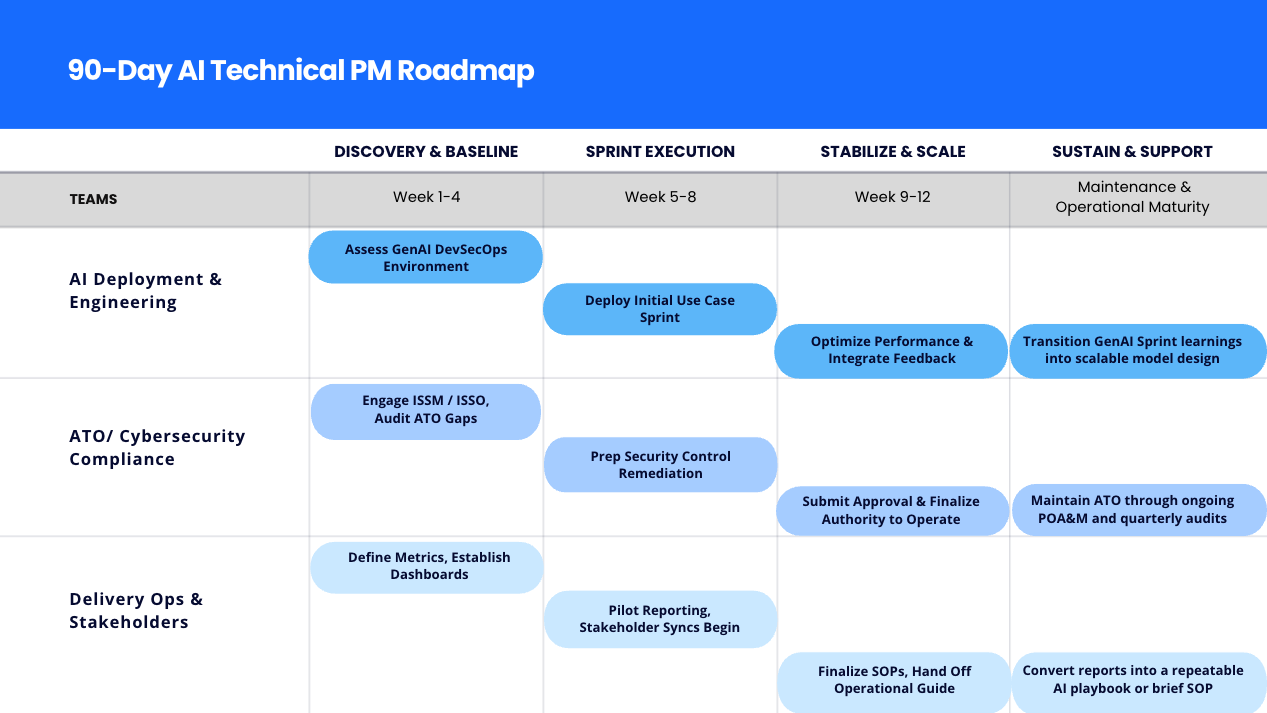 90-Day AI Technical PM Roadmap
DISCOVERY & BASELINE
SPRINT EXECUTION
STABILIZE & SCALE
SUSTAIN & SUPPORT
TEAMS
Week 1-4
Week 5-8
Week 9-12
Maintenance &
Operational Maturity
AI Deployment &
Engineering
Assess GenAI DevSecOps
Environment
Deploy Initial Use Case
Sprint
Optimize Performance &
Integrate Feedback
Transition GenAI Sprint learnings
into scalable model design
ATO/ Cybersecurity
Compliance
Engage ISSM / ISSO,
Audit ATO Gaps
Prep Security Control
Remediation
Submit Approval & Finalize
Authority to Operate
Maintain ATO through ongoing
POA&M and quarterly audits
Delivery Ops &
Stakeholders
Define Metrics, Establish
Dashboards
Pilot Reporting,
Stakeholder Syncs Begin
Finalize SOPs, Hand Off
Operational Guide
Convert reports into a repeatable
AI playbook or brief SOP